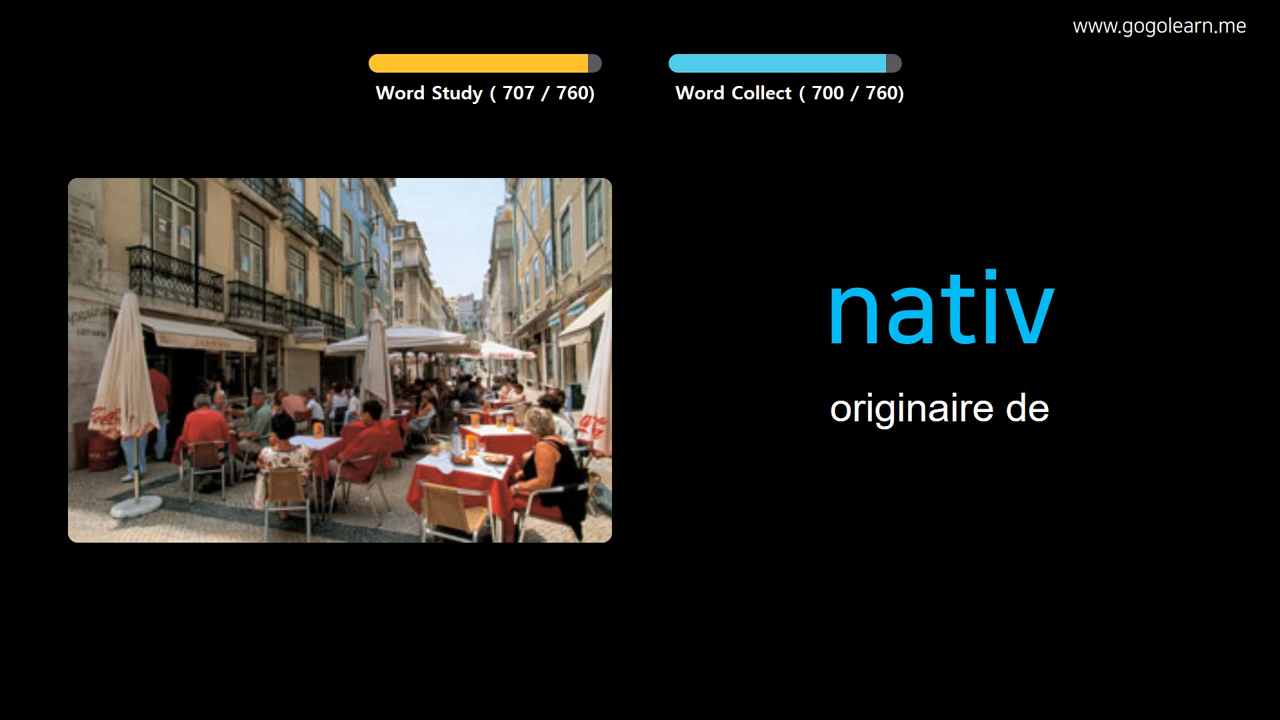 www.gogolearn.me
Word Study ( 707 / 760)
Word Collect ( 700 / 760)
nativ
originaire de